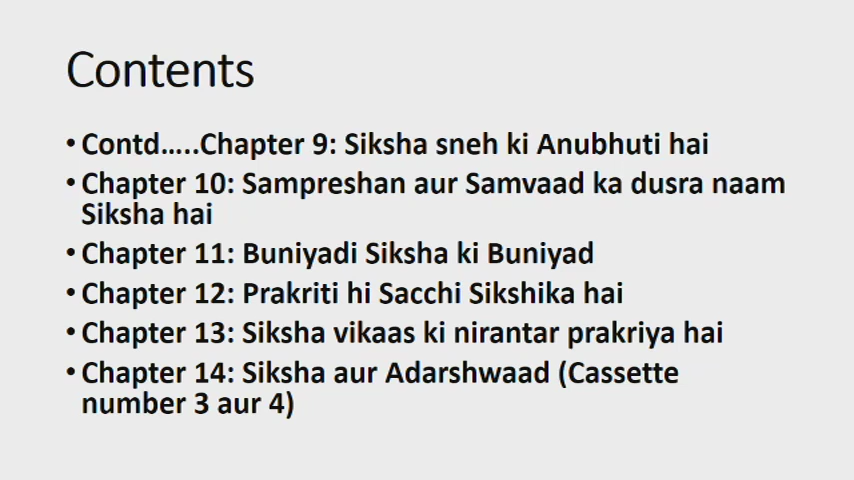 Contents
• Contd.....Chapter 9: Siksha sneh ki Anubhuti hai
• Chapter 10: Sampreshan aur Samvaad ka dusra naam
Siksha hai
• Chapter 11: Buniyadi Siksha ki Buniyad
• Chapter 12: Prakriti hi Sacchi Sikshika hai
• Chapter 13: Siksha vikaas ki nirantar prakriya hai
• Chapter 14: Siksha aur Adarshwaad (Cassette
number 3 aur 4)